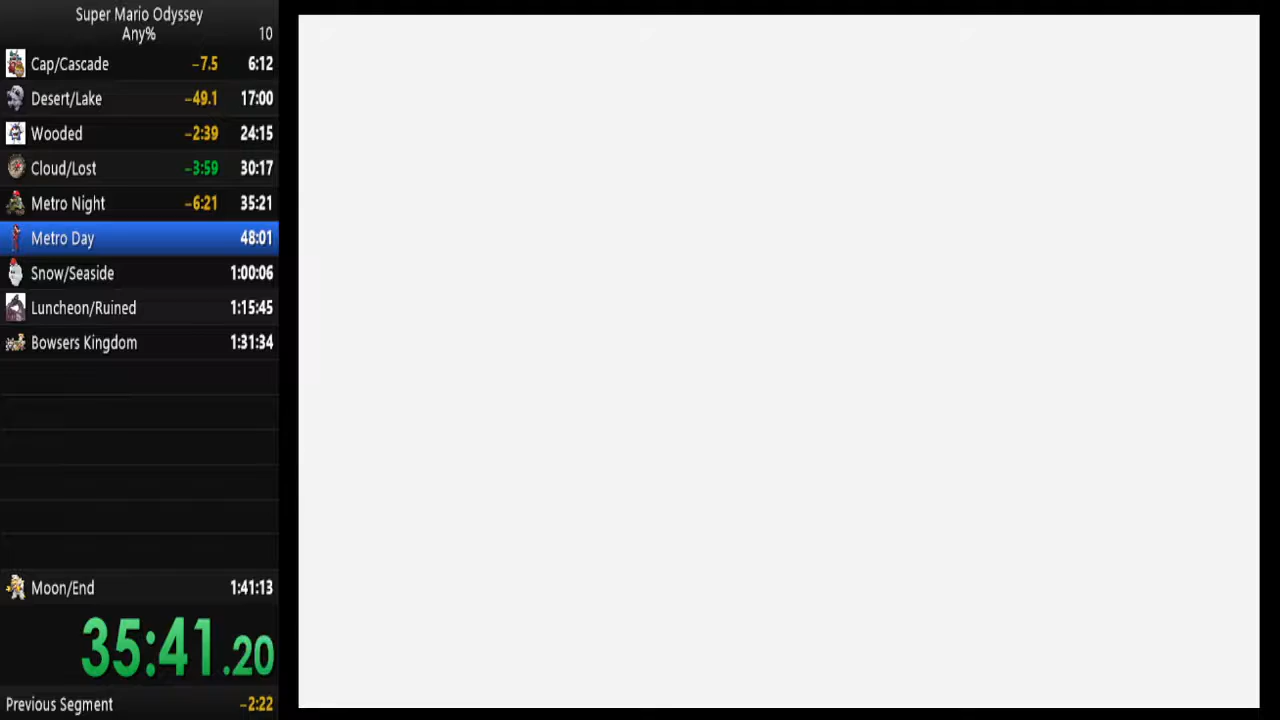 Super Mario Odyssey
Any% 10
Cap/Cascade −7.5 6:12
Desert/Lake −49.1 17:00
Wooded −2:39 24:15
Cloud/Lost −3:59 30:17
Metro Night −6:21 35:21
Metro Day 48:01
Snow/Seaside 1:00:06
Luncheon/Ruined 1:15:45
Bowsers Kingdom 1:31:34
Moon/End 1:41:13
35:41.20
Previous Segment −2:22